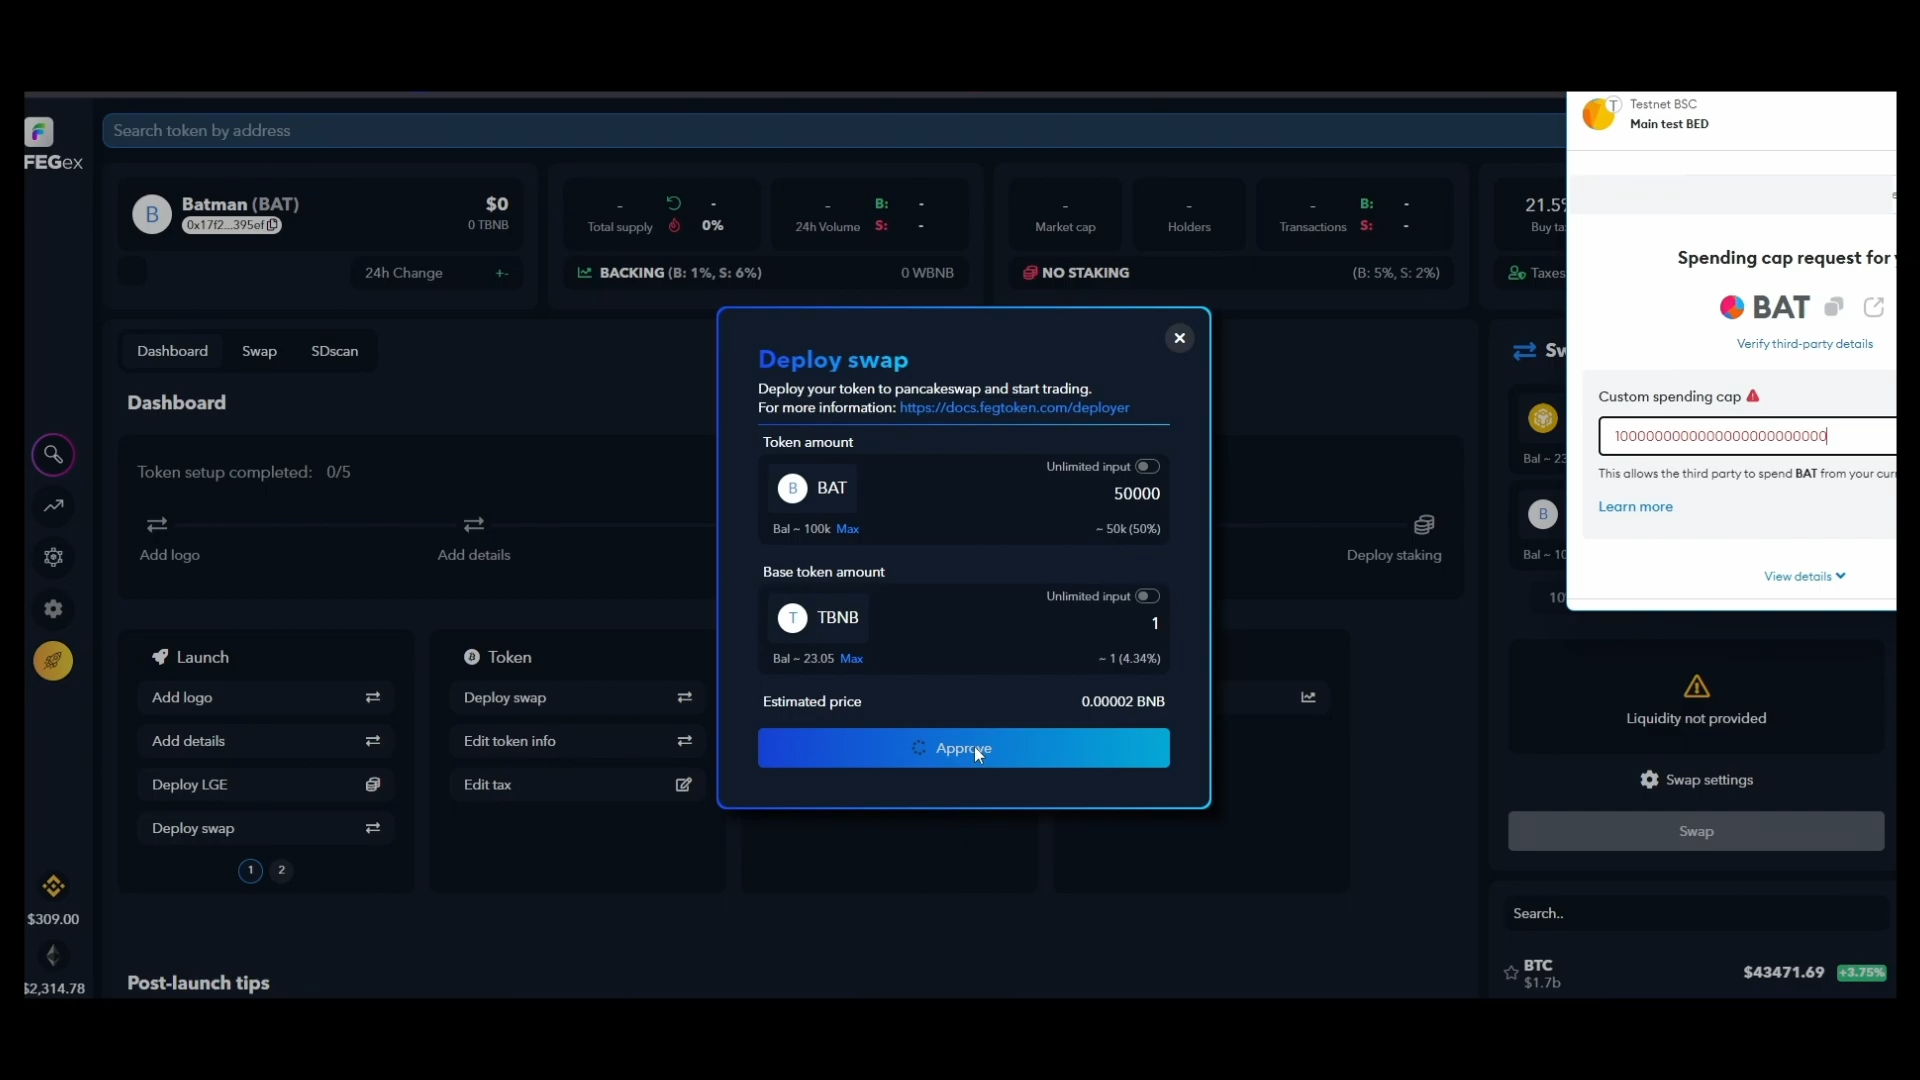 Testnet BSC
Main test BED
Search token by address
FEGex
Batman (BAT)
$0
0x17f2...395ef
0 TBNB
24h Change
+-
-
-
Total supply
0%
-
B:
-
24h Volume
S:
-
BACKING (B: 1%, S: 6%)
0 WBNB
-
Market cap
-
Holders
-
B:
-
Transactions
S:
-
NO STAKING
(B: 5%, S: 2%)
21.5%
Buy ta
Taxes
Spending cap request for
BAT
Verify third-party details
Custom spending cap
This allows the third party to spend BAT from your cur
Learn more
View details
Dashboard
Swap
SDscan
Dashboard
Token setup completed: 0/5
Add logo
Add details
Deploy staking
Deploy swap
Deploy your token to pancakeswap and start trading.
For more information: https://docs.fegtoken.com/deployer
Token amount
Unlimited input
B
BAT
50000
Bal ~ 100k Max
~ 50k (50%)
Base token amount
Unlimited input
T
TBNB
1
Bal ~ 23.05 Max
~ 1 (4.34%)
Estimated price
0.00002 BNB
Approve
Launch
Add logo
Add details
Deploy LGE
Deploy swap
1
2
Token
Deploy swap
Edit token info
Edit tax
Sw
Bal ~ 23
B
Bal ~ 10
10
Liquidity not provided
Swap settings
Swap
Search..
BTC
$1.7b
$43471.69
+3.75%
$309.00
$2,314.78
Post-launch tips